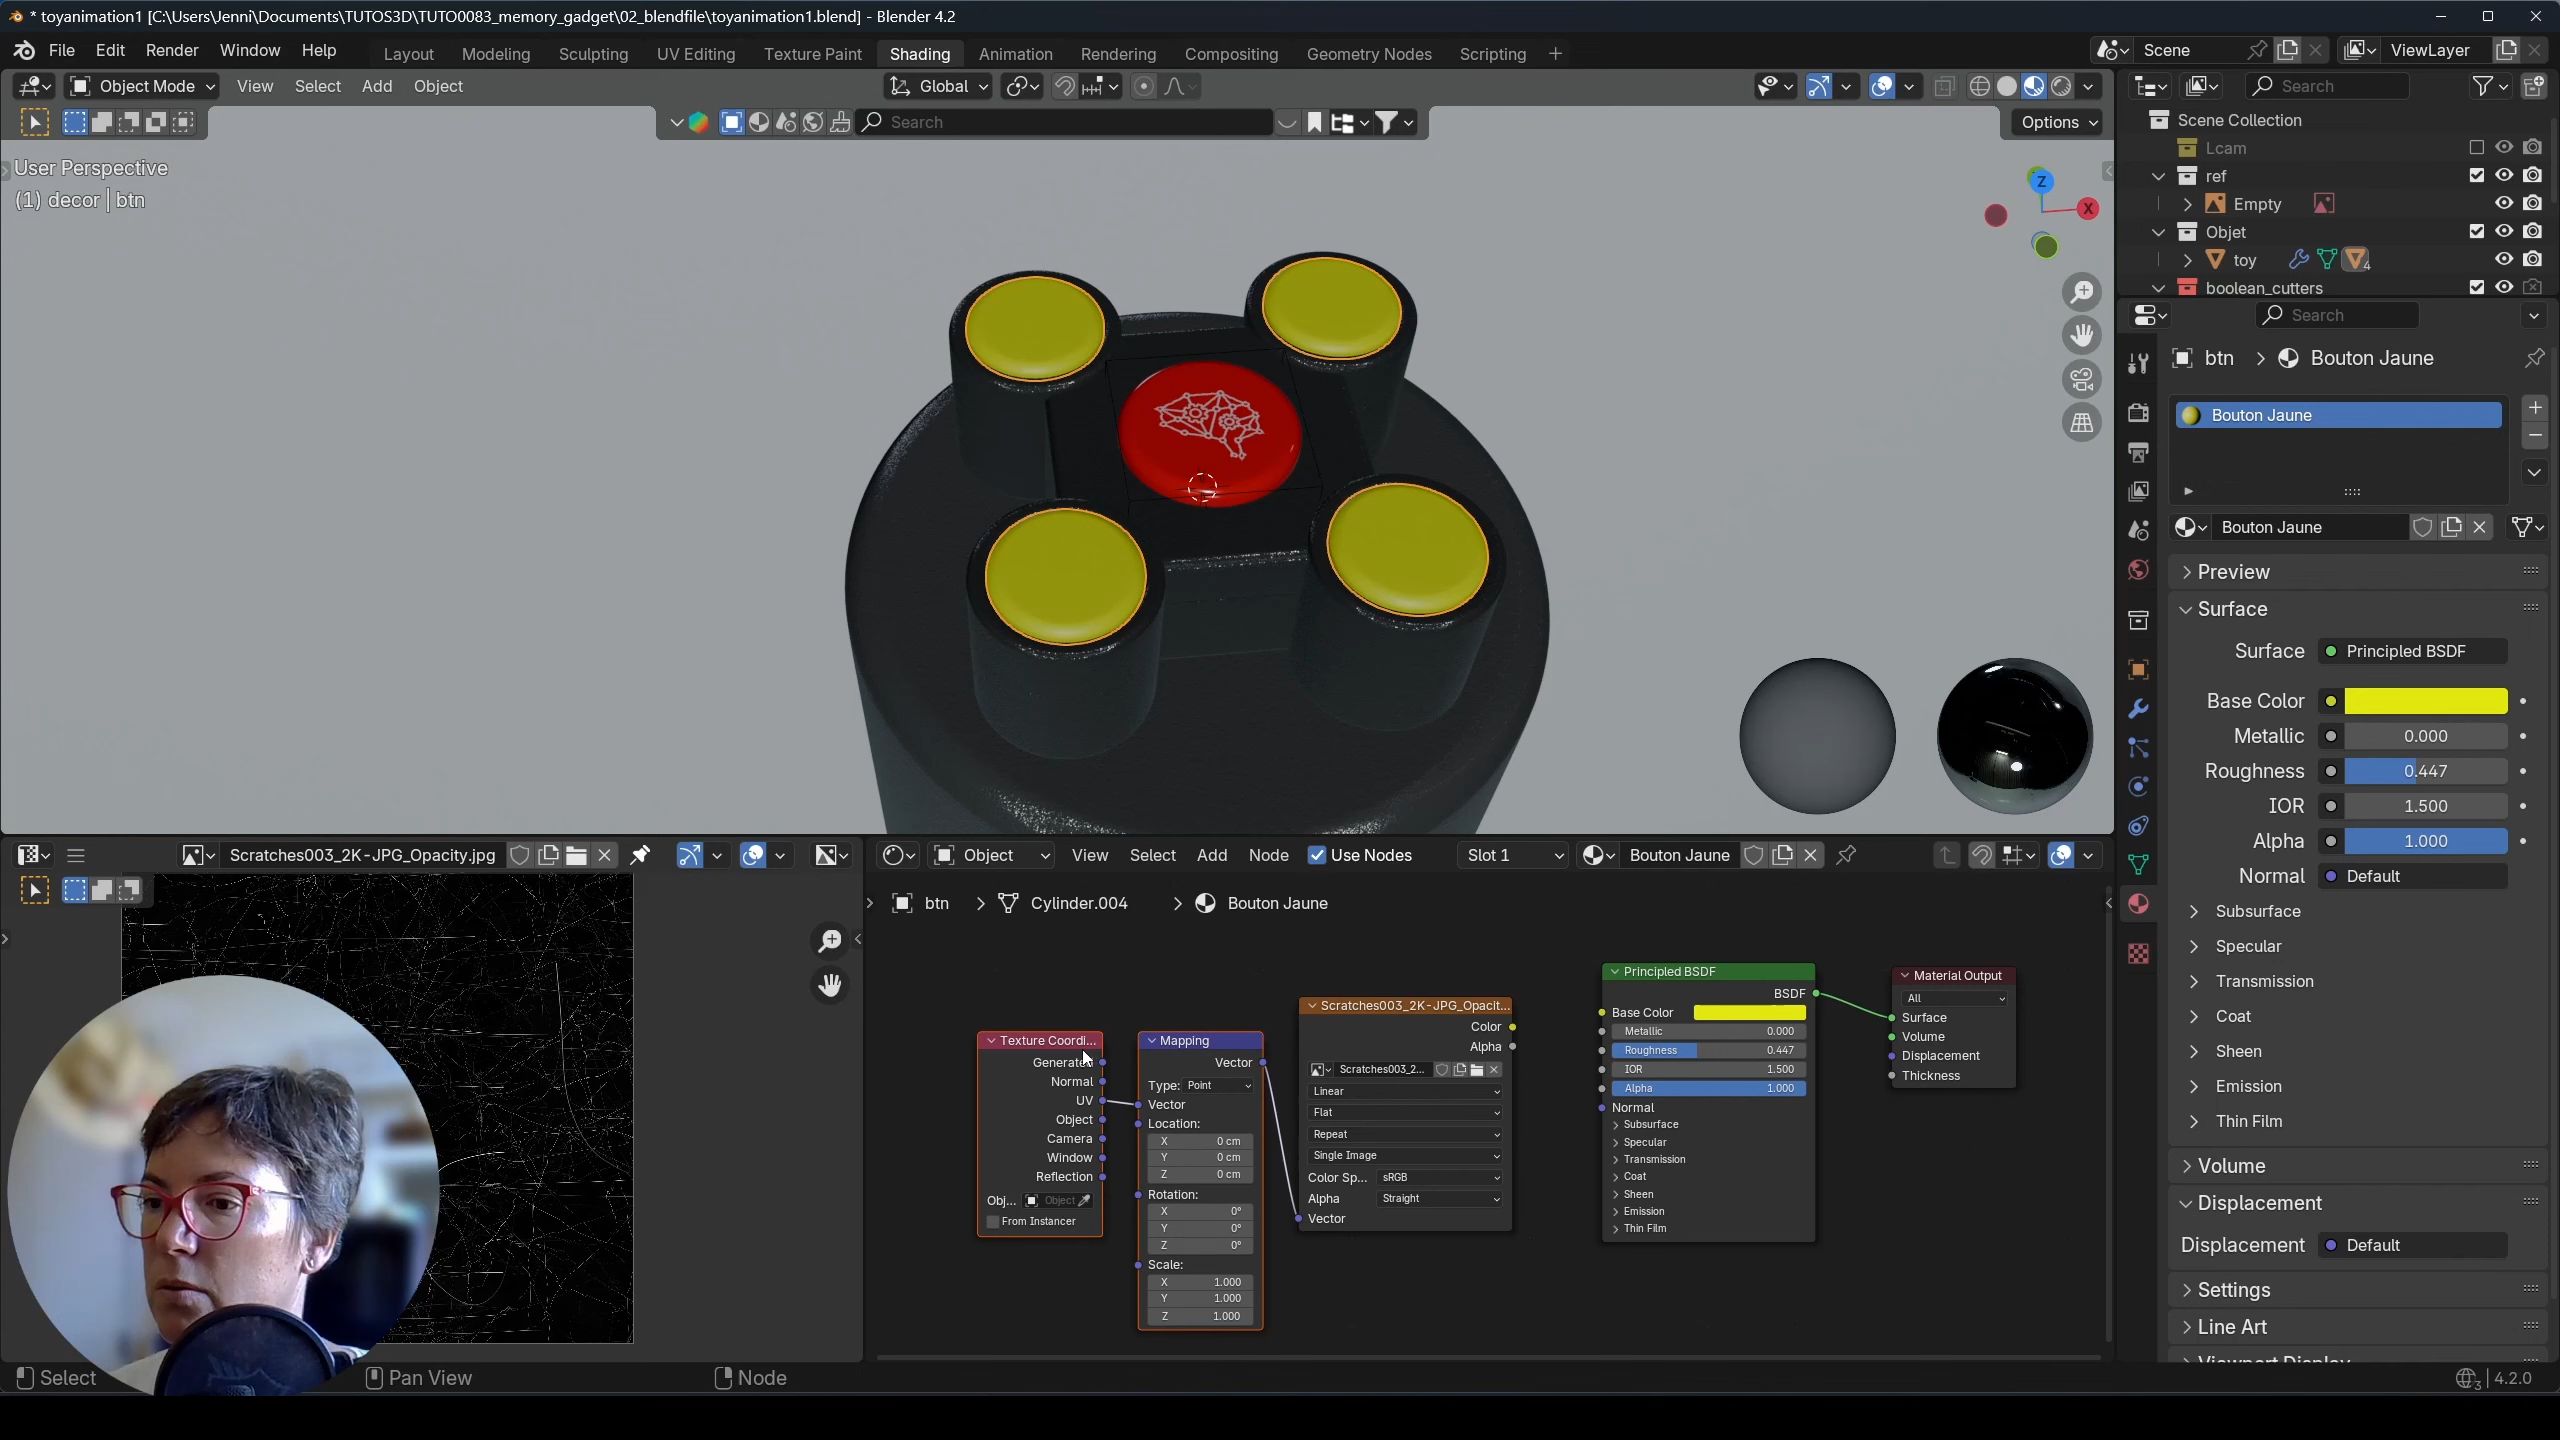 * toyanimation1 [C:\Users\Jenni\Documents\TUTOS3D\TUTO0083_memory_gadget\02_blendfile\toyanimation1.blend] - Blender 4.2
File Edit Render Window Help Layout Modeling Sculpting UV Editing Texture Paint Shading Animation Rendering Compositing Geometry Nodes Scripting + Scene ViewLayer
Object Mode View Select Add Object Global Search
Search Options
User Perspective
(1) decor | btn
Z
X
Scene Collection
Lcam
ref
Empty
Objet
toy 4
boolean_cutters
Search
btn > Bouton Jaune
Bouton Jaune
Bouton Jaune
Preview
Surface
Surface Principled BSDF
Base Color
Metallic 0.000
Roughness 0.447
IOR 1.500
Alpha 1.000
Normal Default
Subsurface
Specular
Transmission
Coat
Sheen
Emission
Thin Film
Volume
Displacement
Displacement Default
Settings
Line Art
Viewport Display
Scratches003_2K-JPG_Opacity.jpg
Object View Select Add Node Use Nodes Slot 1 Bouton Jaune
btn > Cylinder.004 > Bouton Jaune
Texture Coordi...
Generated
Normal
UV
Object
Camera
Window
Reflection
Obj... Object
From Instancer
Mapping
Vector
Type: Point
Vector
Location:
X 0 cm
Y 0 cm
Z 0 cm
Rotation:
X 0°
Y 0°
Z 0°
Scale:
X 1.000
Y 1.000
Z 1.000
Scratches003_2K-JPG_Opacit...
Color
Alpha
Scratches003_2...
Linear
Flat
Repeat
Single Image
Color Sp... sRGB
Alpha Straight
Vector
Principled BSDF
BSDF
Base Color
Metallic 0.000
Roughness 0.447
IOR 1.500
Alpha 1.000
Normal
Subsurface
Specular
Transmission
Coat
Sheen
Emission
Thin Film
Material Output
All
Surface
Volume
Displacement
Thickness
Select Pan View Node 3 4.2.0